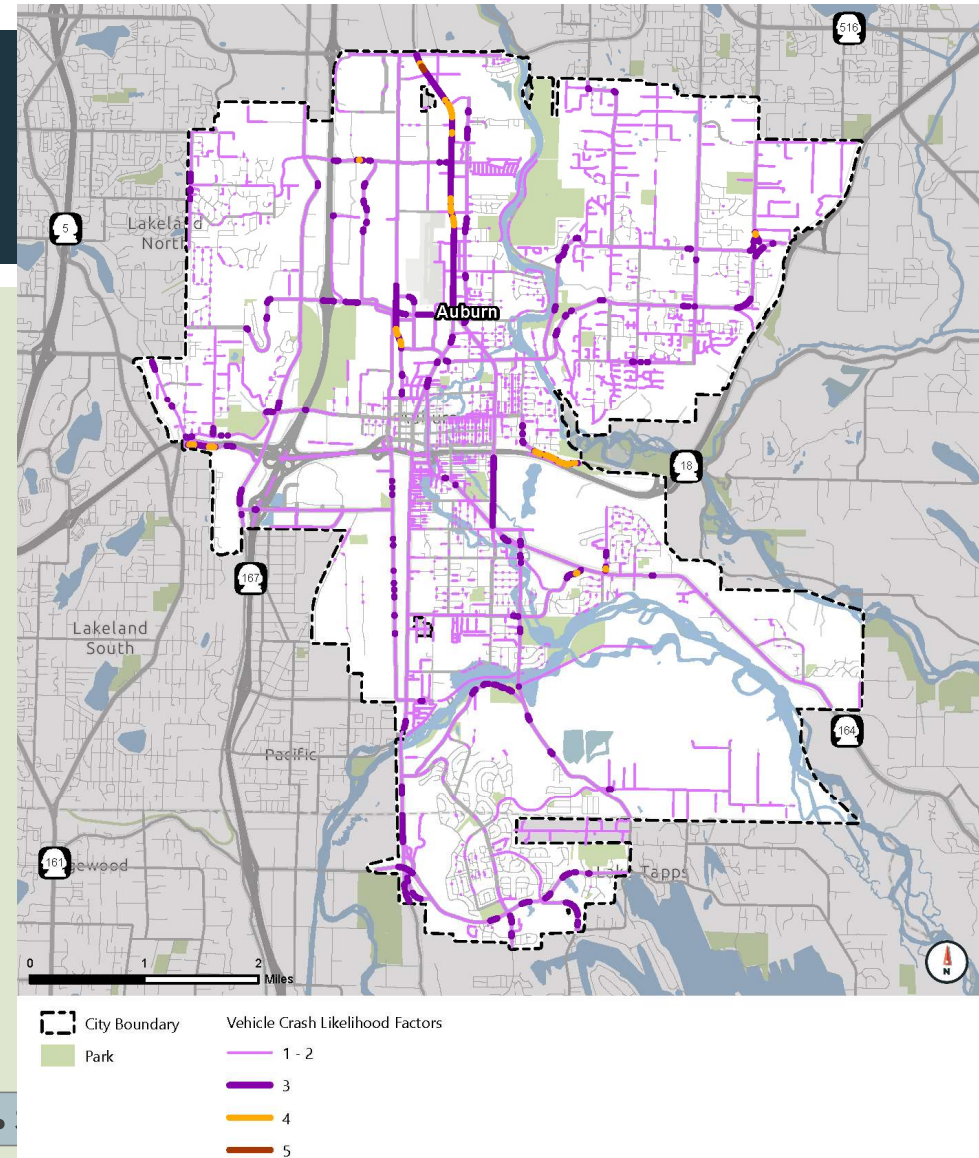 516
5
Lakeland
North
Auburn
18
167
Lakeland
South
164
Pacific
161
Tapps
0
1
2
Miles
N
City Boundary
Park
Vehicle Crash Likelihood Factors
1 - 2
3
4
5